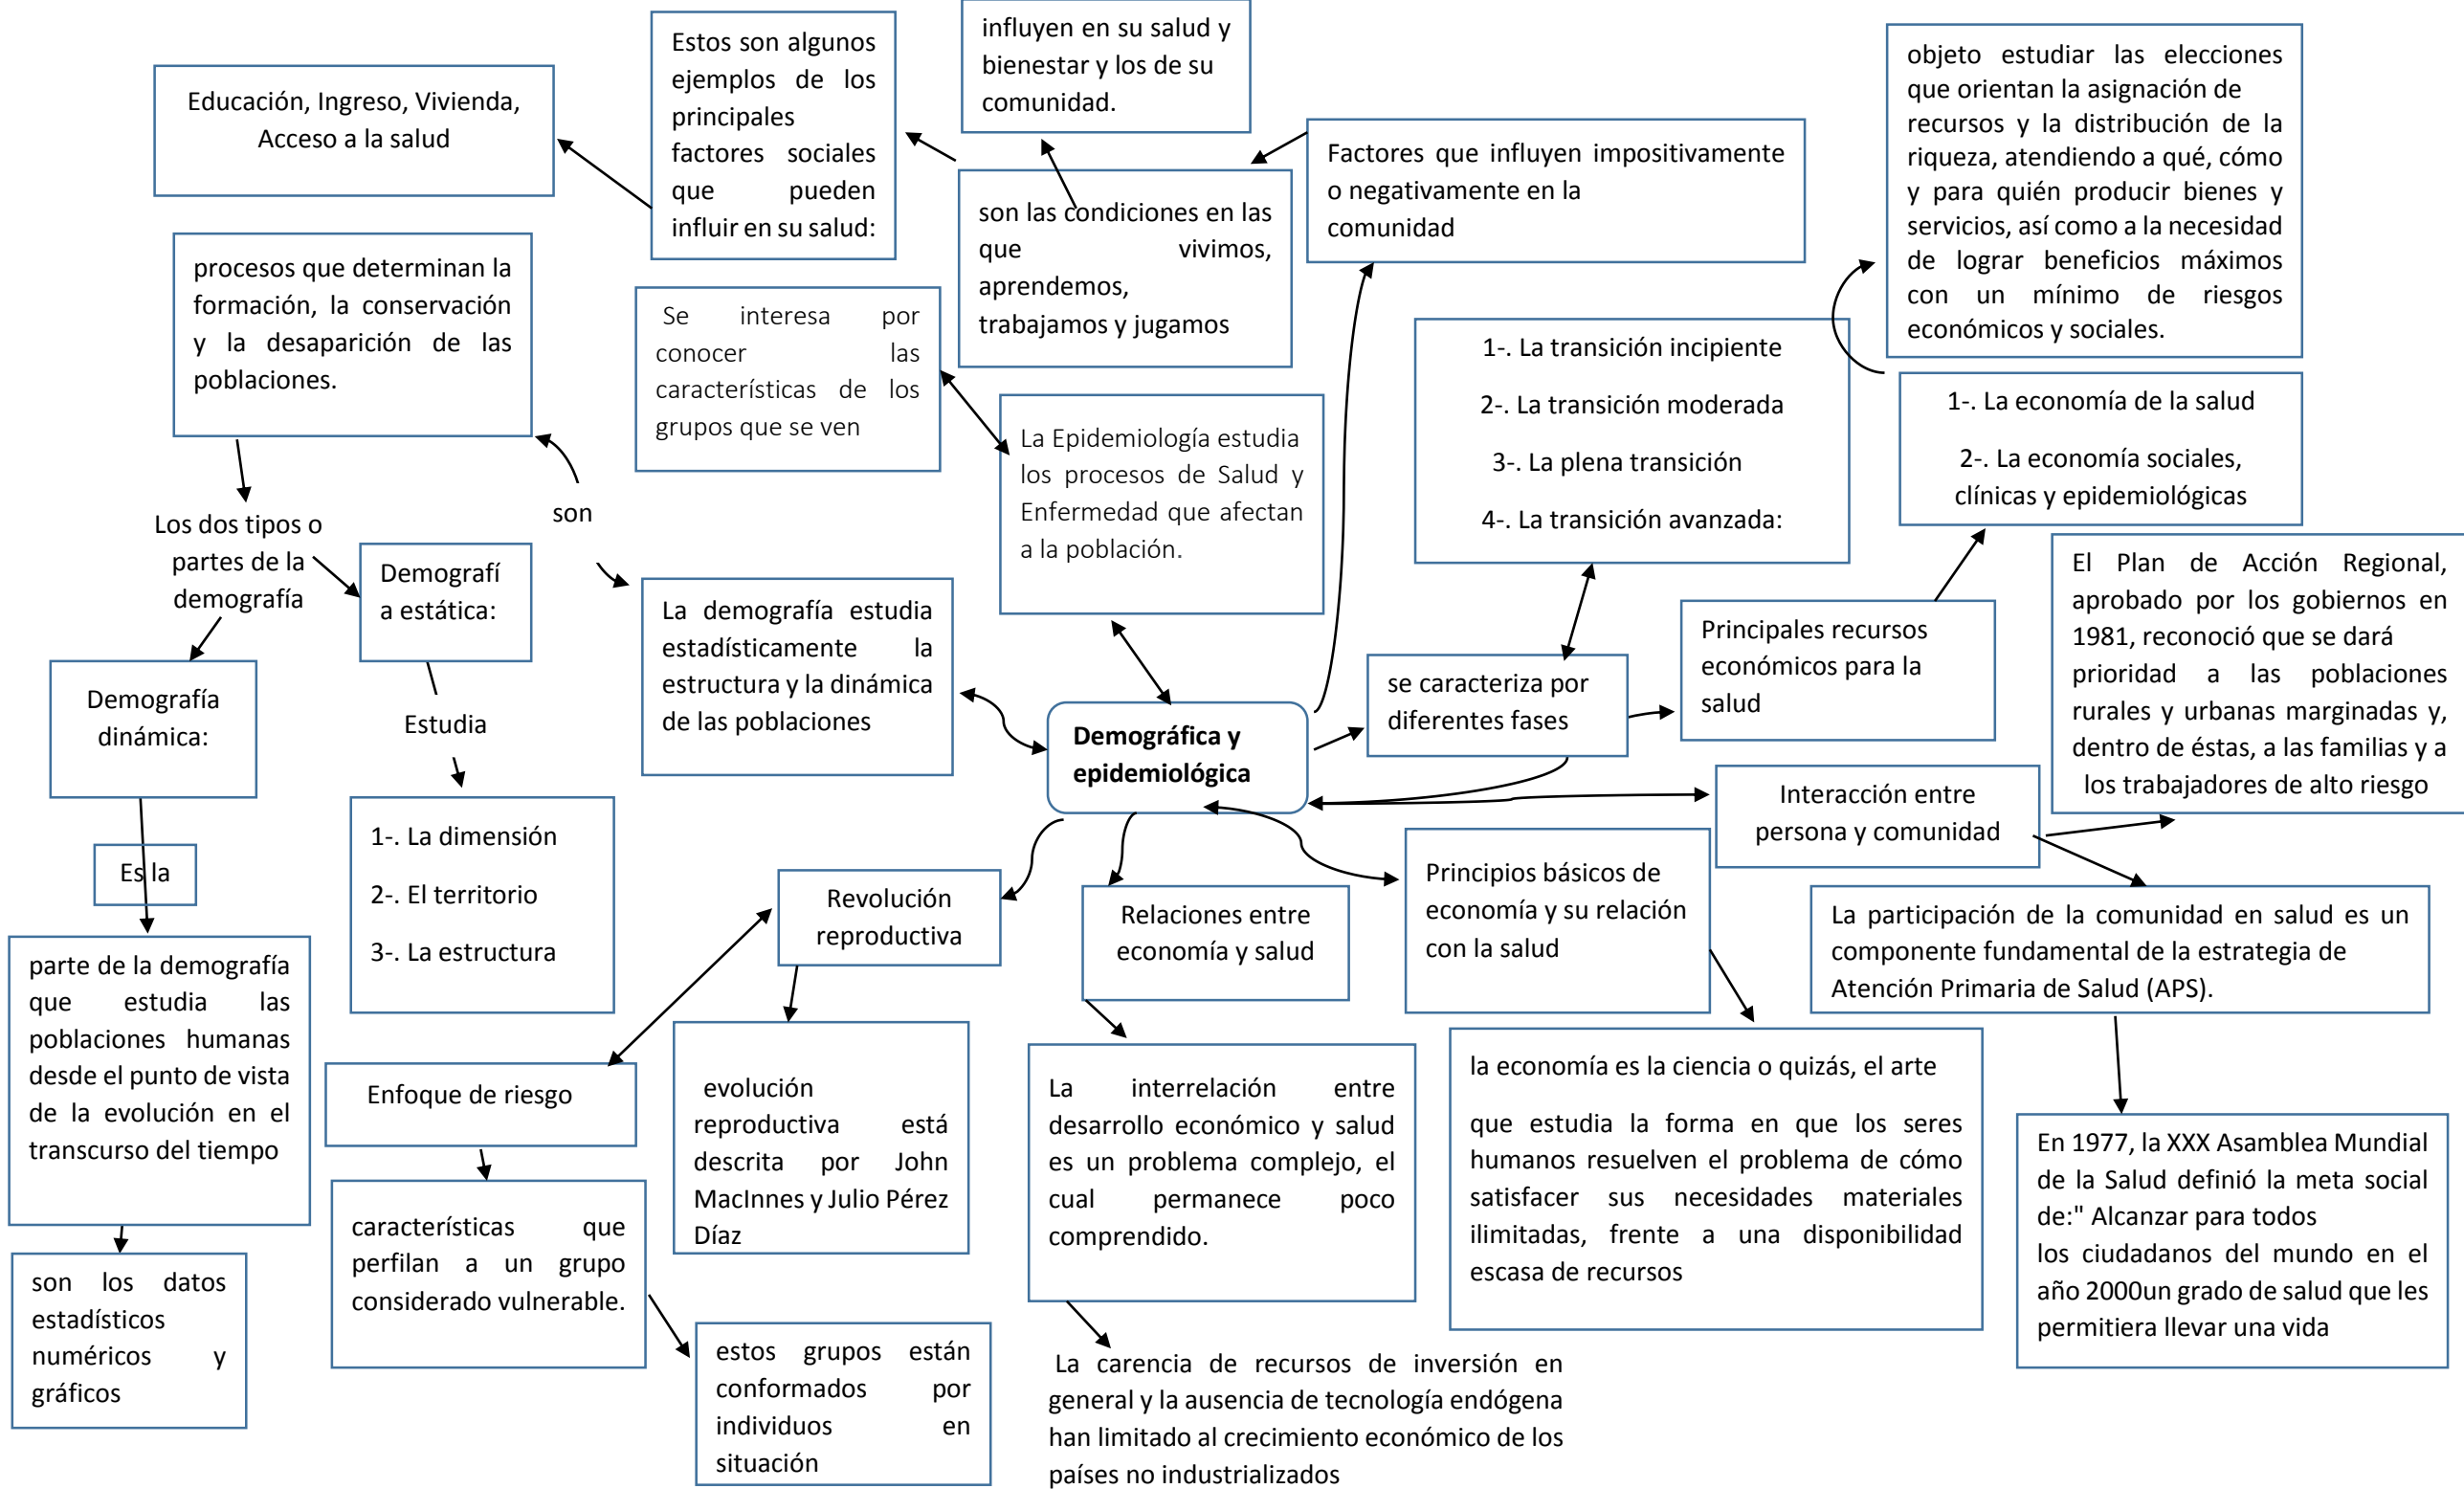 influyen en su salud y
bienestar y los de su
comunidad.
Estos son algunos
ejemplos de los
principales
factores sociales
que pueden
influir en su salud:
Educación, Ingreso, Vivienda,
Acceso a la salud
objeto estudiar las elecciones
que orientan la asignación de
recursos y la distribución de la
riqueza, atendiendo a qué, cómo
y para quién producir bienes y
servicios, así como a la necesidad
de lograr beneficios máximos
con un mínimo de riesgos
económicos y sociales.
Factores que influyen impositivamente
o negativamente en la
comunidad
son las condiciones en las
que vivimos,
aprendemos,
trabajamos y jugamos
procesos que determinan la
formación, la conservación
y la desaparición de las
poblaciones.
Se interesa por
conocer las
características de los
grupos que se ven
1-. La transición incipiente
2-. La transición moderada
3-. La plena transición
4-. La transición avanzada:
1-. La economía de la salud
2-. La economía sociales,
clínicas y epidemiológicas
La Epidemiología estudia
los procesos de Salud y
Enfermedad que afectan
a la población.
son
Los dos tipos o
partes de la
demografía
Demografí
a estática:
El Plan de Acción Regional,
aprobado por los gobiernos en
1981, reconoció que se dará
prioridad a las poblaciones
rurales y urbanas marginadas y,
dentro de éstas, a las familias y a
los trabajadores de alto riesgo
La demografía estudia
estadísticamente la
estructura y la dinámica
de las poblaciones
Principales recursos
económicos para la
salud
se caracteriza por
diferentes fases
Demografía
dinámica:
Estudia
Demográfica y
epidemiológica
Interacción entre
persona y comunidad
1-. La dimensión
2-. El territorio
3-. La estructura
Es la
Revolución
reproductiva
Relaciones entre
economía y salud
Principios básicos de
economía y su relación
con la salud
La participación de la comunidad en salud es un
componente fundamental de la estrategia de
Atención Primaria de Salud (APS).
parte de la demografía
que estudia las
poblaciones humanas
desde el punto de vista
de la evolución en el
transcurso del tiempo
Enfoque de riesgo
evolución
reproductiva está
descrita por John
MacInnes y Julio Pérez
Díaz
La interrelación entre
desarrollo económico y salud
es un problema complejo, el
cual permanece poco
comprendido.
la economía es la ciencia o quizás, el arte
que estudia la forma en que los seres
humanos resuelven el problema de cómo
satisfacer sus necesidades materiales
ilimitadas, frente a una disponibilidad
escasa de recursos
En 1977, la XXX Asamblea Mundial
de la Salud definió la meta social
de:" Alcanzar para todos
los ciudadanos del mundo en el
año 2000un grado de salud que les
permitiera llevar una vida
características que
perfilan a un grupo
considerado vulnerable.
son los datos
estadísticos
numéricos y
gráficos
estos grupos están
conformados por
individuos en
situación
La carencia de recursos de inversión en
general y la ausencia de tecnología endógena
han limitado al crecimiento económico de los
países no industrializados